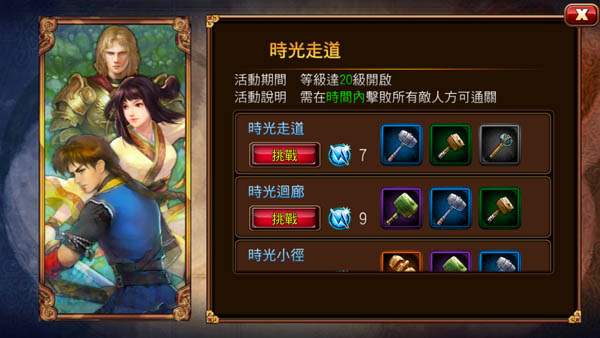 時光走道
活動期間 等級達20級開啟
活動說明 需在時間內擊敗所有敵人方可通關
時光走道
挑戰 7
時光迴廊
挑戰 9
時光小徑